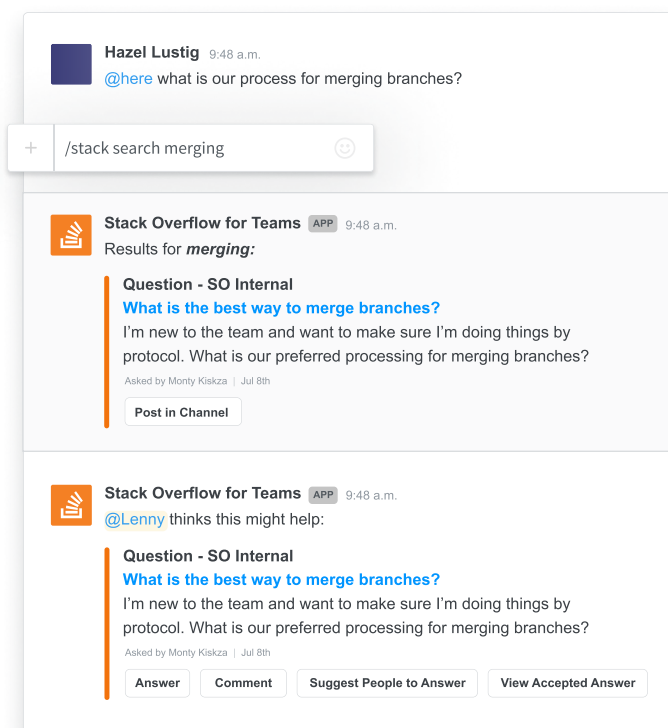 Hazel Lustig 9:48 a.m.
@here what is our process for merging branches?
+ /stack search merging
Stack Overflow for Teams APP 9:48 a.m.
Results for merging:
Question - SO Internal
What is the best way to merge branches?
I’m new to the team and want to make sure I’m doing things by
protocol. What is our preferred processing for merging branches?
Asked by Monty Kiskza | Jul 8th
Post in Channel
Stack Overflow for Teams APP 9:48 a.m.
@Lenny thinks this might help:
Question - SO Internal
What is the best way to merge branches?
I’m new to the team and want to make sure I’m doing things by
protocol. What is our preferred processing for merging branches?
Asked by Monty Kiskza | Jul 8th
Answer Comment Suggest People to Answer View Accepted Answer